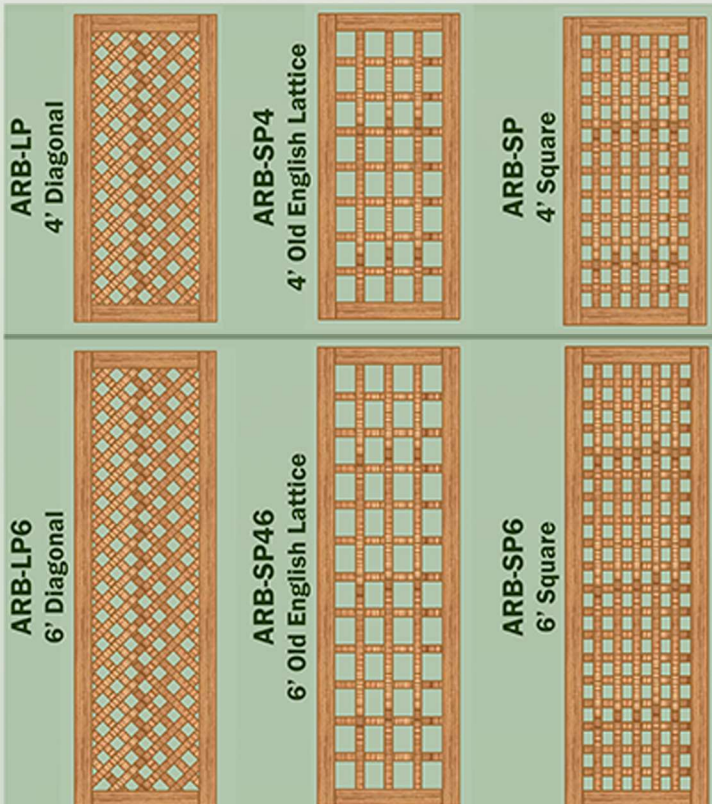 ARB-LP
4’ Diagonal
ARB-SP4
4’ Old English Lattice
ARB-SP
4’ Square
ARB-LP6
6’ Diagonal
ARB-SP46
6’ Old English Lattice
ARB-SP6
6’ Square